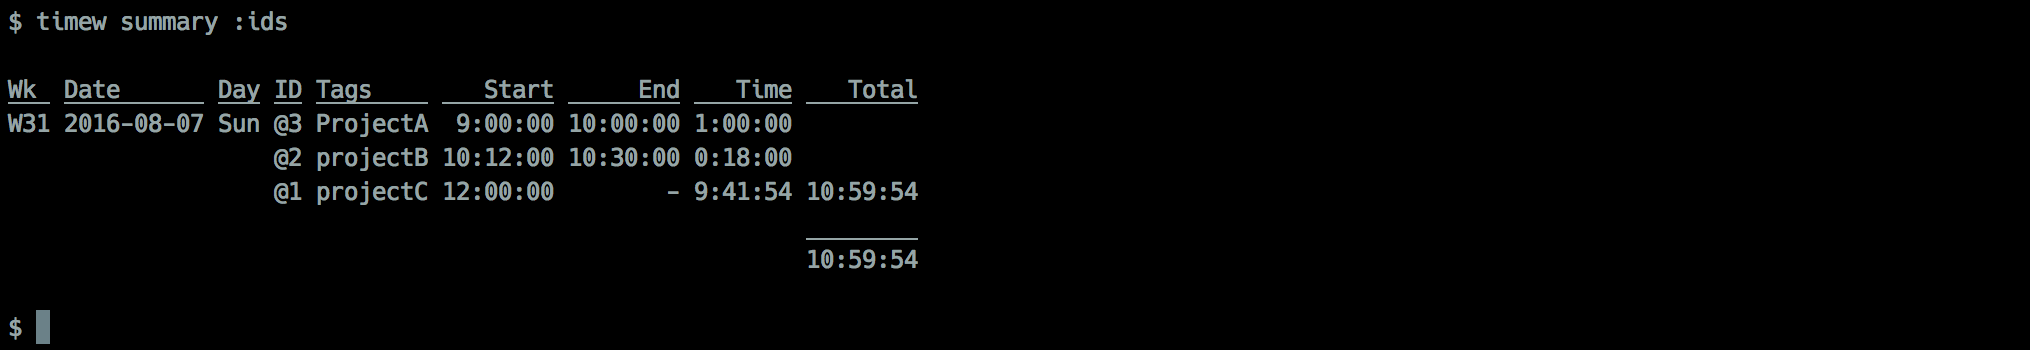 $ timew summary :ids
Wk Date Day ID Tags Start End Time Total
W31 2016-08-07 Sun @3 ProjectA 9:00:00 10:00:00 1:00:00
@2 projectB 10:12:00 10:30:00 0:18:00
@1 projectC 12:00:00 - 9:41:54 10:59:54
10:59:54
$